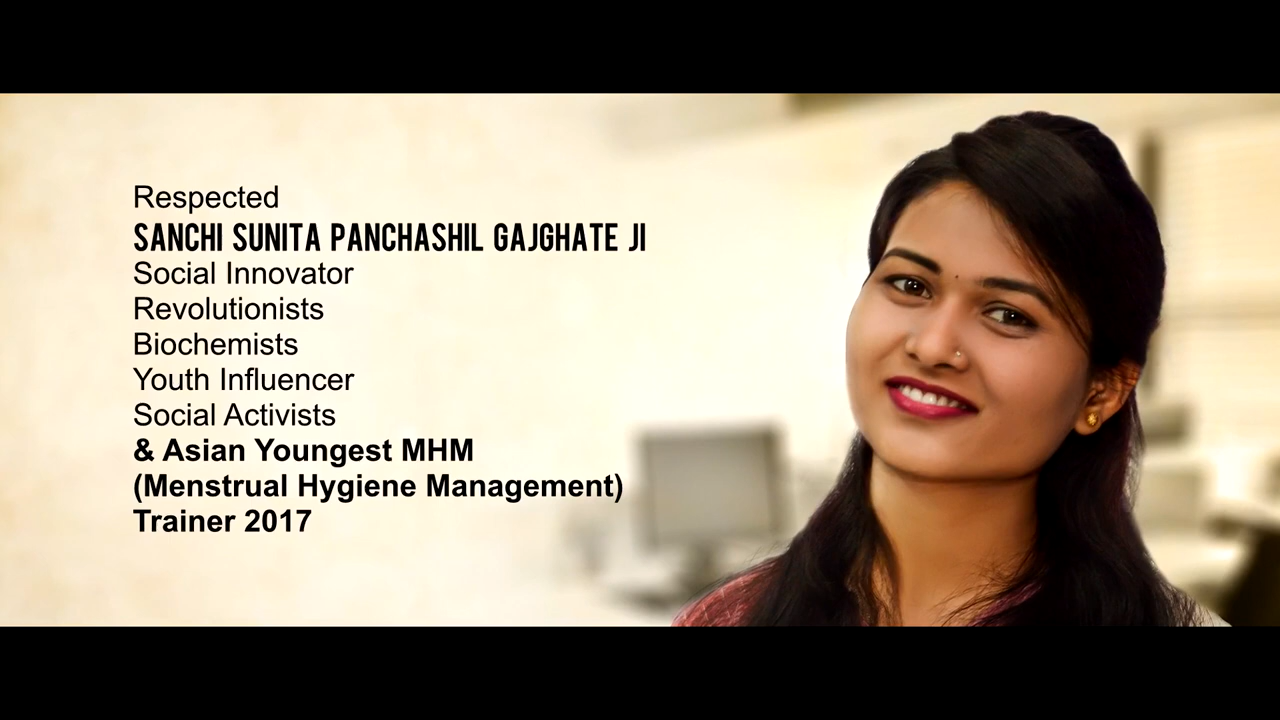 Respected
SANCHI SUNITA PANCHASHIL GAJGHATE JI
Social Innovator
Revolutionists
Biochemists
Youth Influencer
Social Activists
& Asian Youngest MHM
(Menstrual Hygiene Management)
Trainer 2017